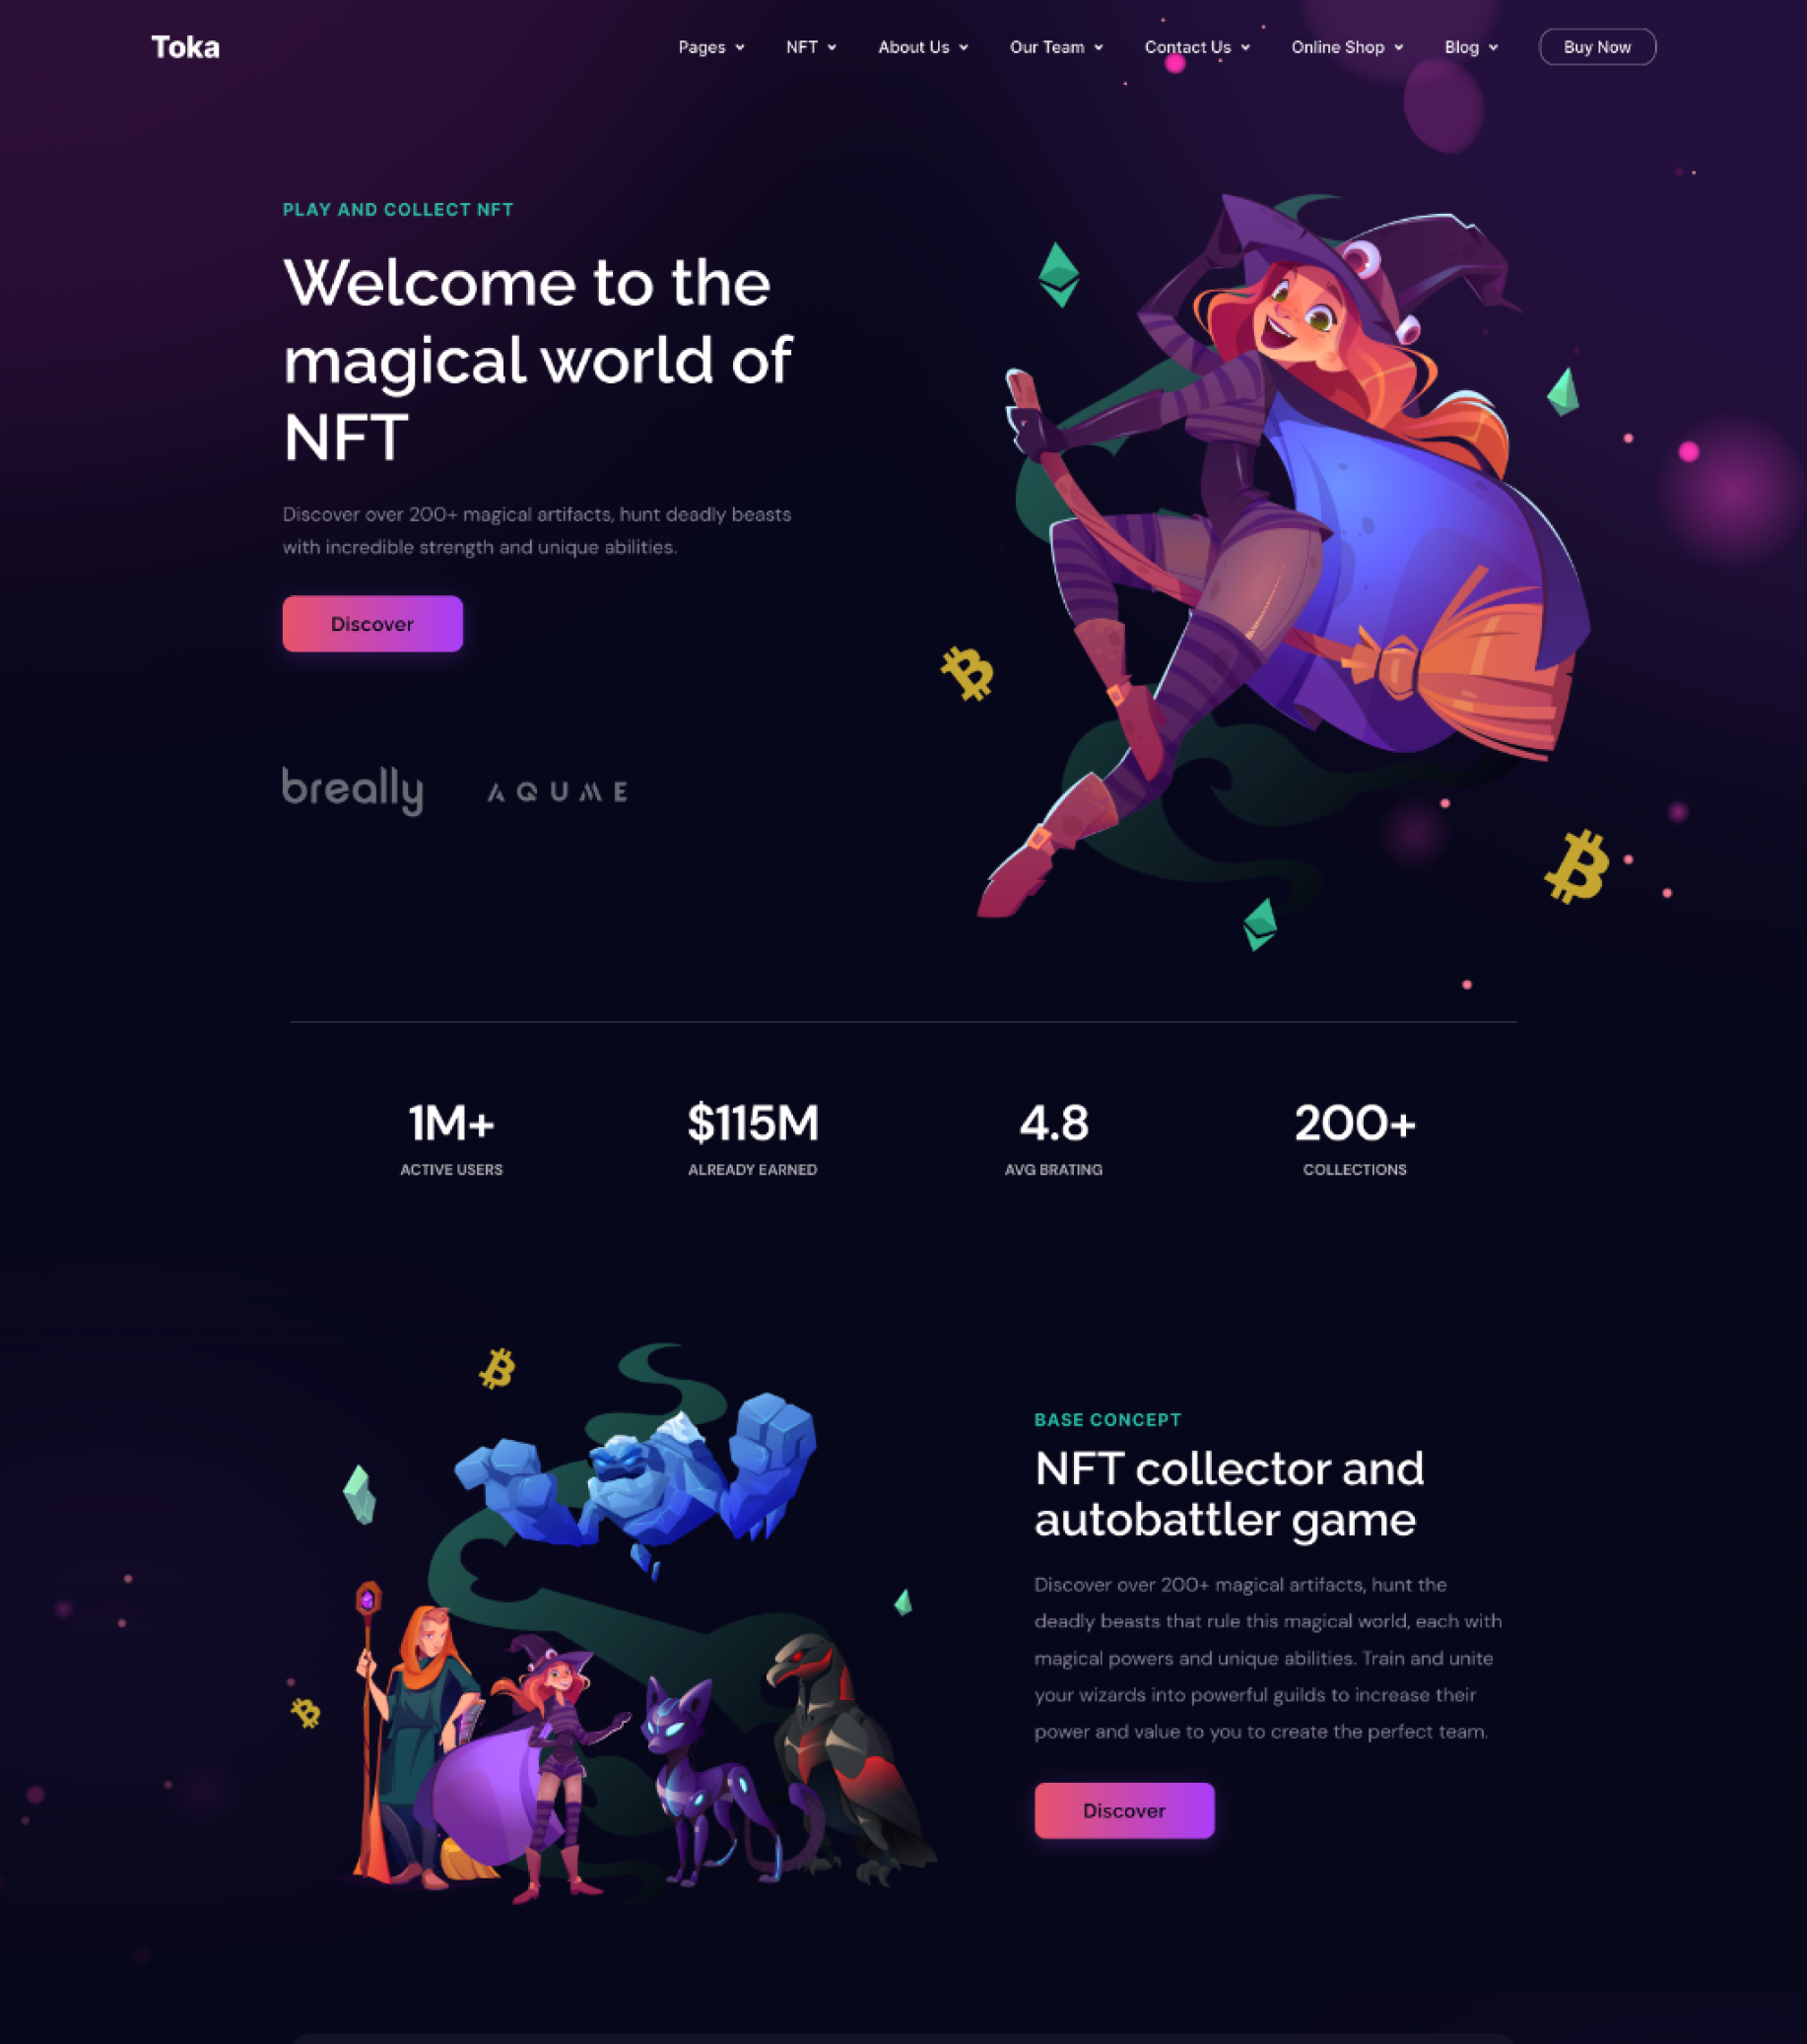 Toka
Pages NFT About Us Our Team Contact Us Online Shop Blog Buy Now
PLAY AND COLLECT NFT
Welcome to the
magical world of
NFT
Discover over 200+ magical artifacts, hunt deadly beasts
with incredible strength and unique abilities.
Discover
breally AQUME
1M+ $115M 4.8 200+
ACTIVE USERS ALREADY EARNED AVG BRATING COLLECTIONS
BASE CONCEPT
NFT collector and
autobattler game
Discover over 200+ magical artifacts, hunt the
deadly beasts that rule this magical world, each with
magical powers and unique abilities. Train and unite
your wizards into powerful guilds to increase their
power and value to you to create the perfect team.
Discover